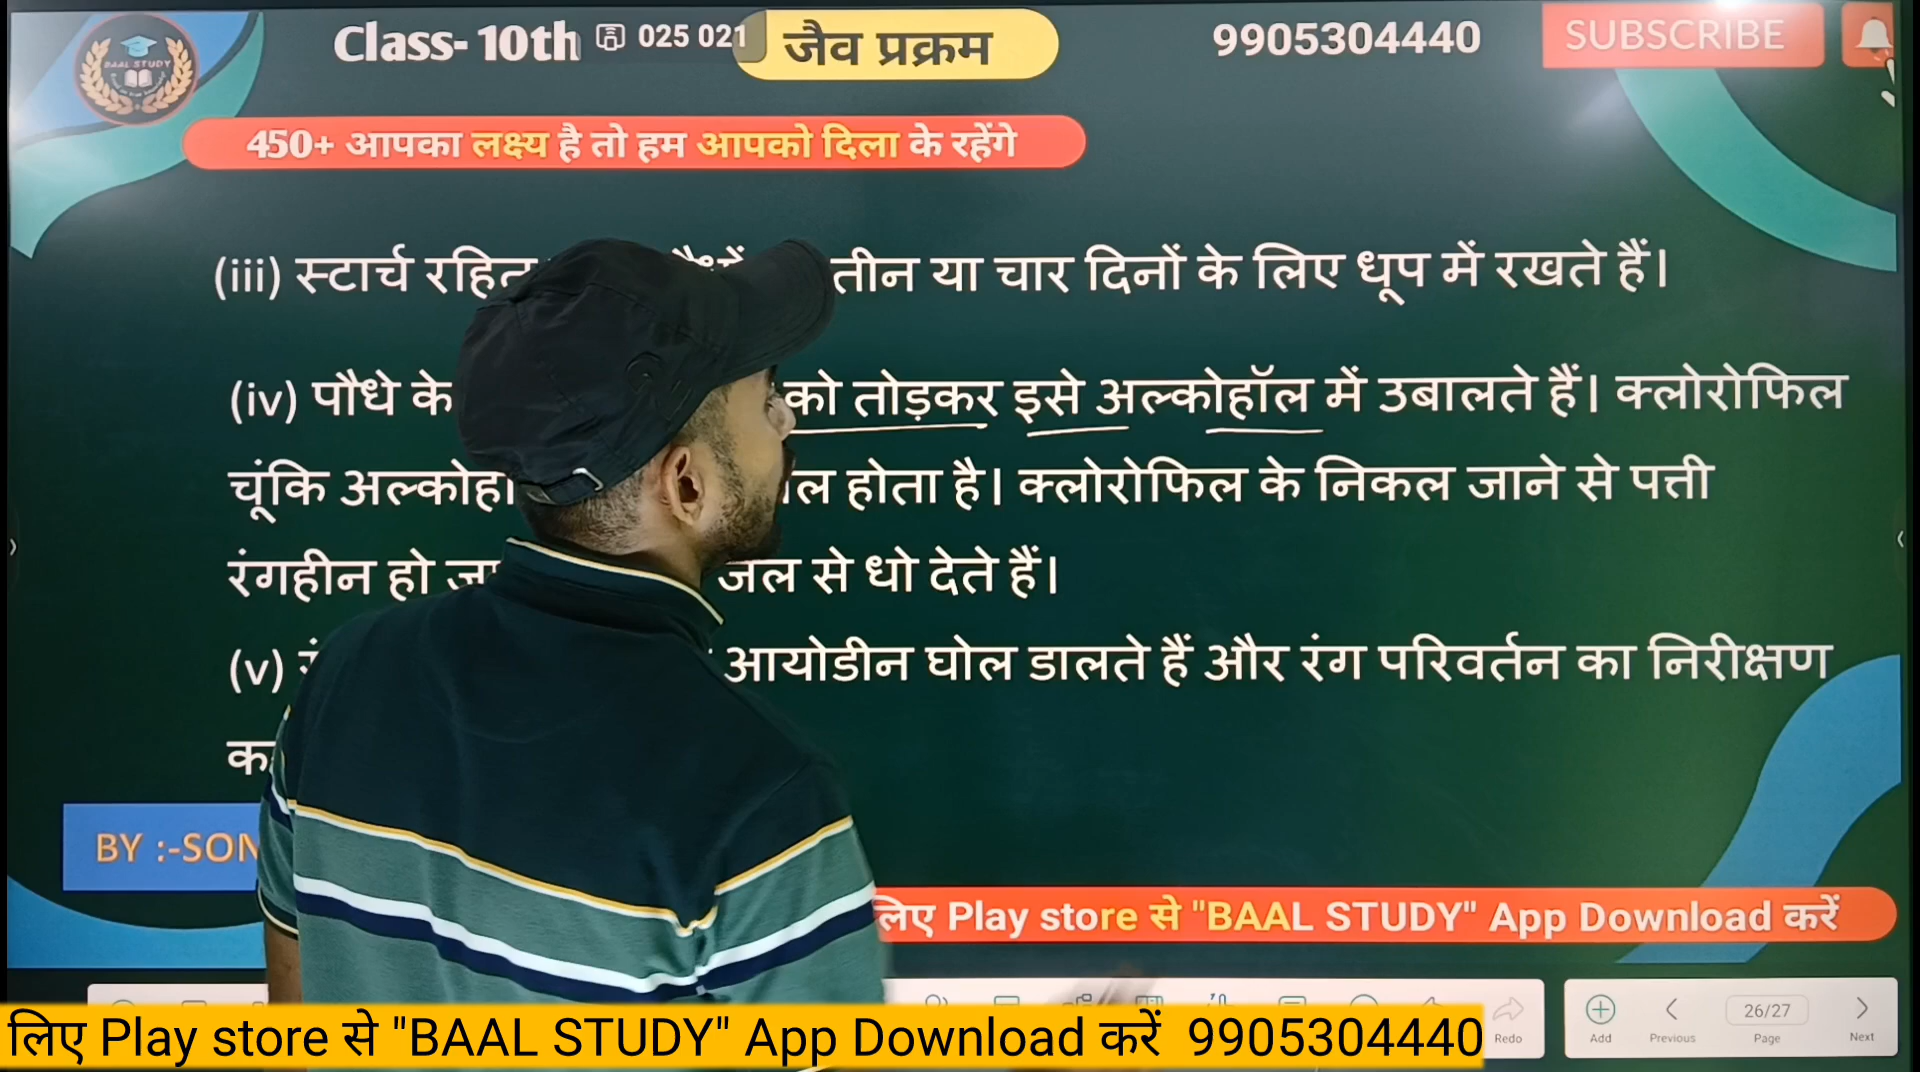 BAAL STUDY
Class- 10th
025 021
जैव प्रक्रम
9905304440
SUBSCRIBE
450+ आपका लक्ष्य है तो हम आपको दिला के रहेंगे
(iii) स्टार्च रहित तीन या चार दिनों के लिए धूप में रखते हैं।
(iv) पौधे के को तोड़कर इसे अल्कोहॉल में उबालते हैं। क्लोरोफिल
चूंकि होता है। क्लोरोफिल के निकल जाने से पत्ती
रंगहीन हो जल से धो देते हैं।
(v) आयोडीन घोल डालते हैं और रंग परिवर्तन का निरीक्षण
BY :-SON
लिए Play store से "BAAL STUDY" App Download करें
Redo
Add
Previous
26/27
Page
Next
लिए Play store से "BAAL STUDY" App Download करें 9905304440